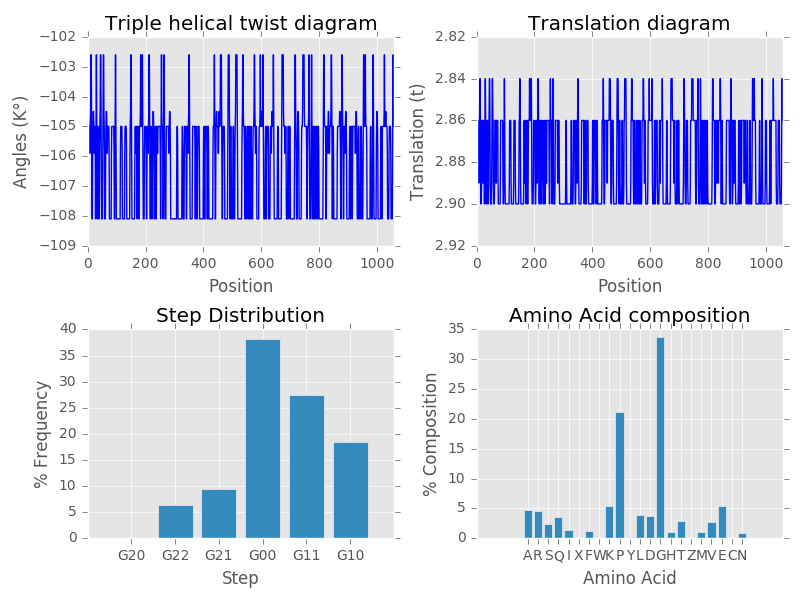 Triple helical twist diagram
−102
−103
−104
−105
−106
−107
−108
−109
Angles (K°)
0 200 400 600 800 1000
Position
Translation diagram
2.82
2.84
2.86
2.88
2.90
2.92
Translation (t)
0 200 400 600 800 1000
Position
Step Distribution
40
35
30
25
20
15
10
5
0
% Frequency
G20 G22 G21 G00 G11 G10
Step
Amino Acid composition
35
30
25
20
15
10
5
0
% Composition
A R S Q I X F W K P Y L D G H T Z M V E C N
Amino Acid